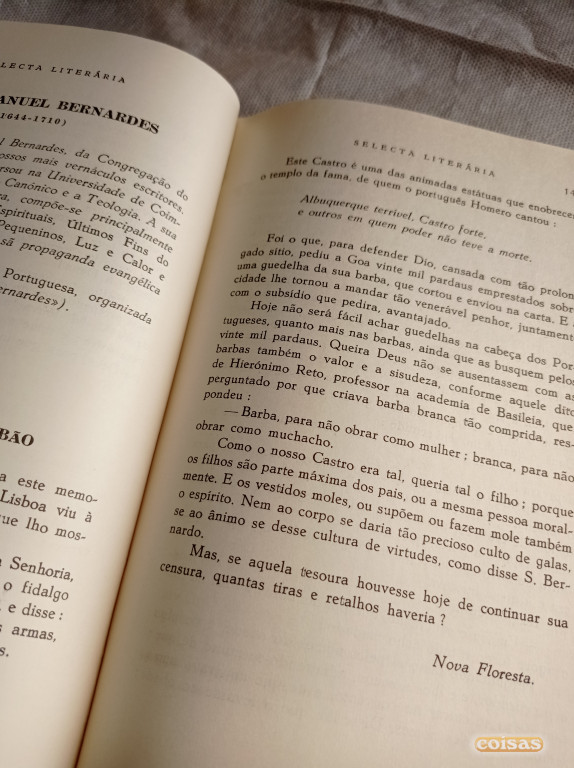 SELECTA LITERÁRIA
MANUEL BERNARDES
(1644-1710)
Bernardes, da Congregação do
nossos mais vernáculos escritores.
ersou na Universidade de Coim-
Canónico e a Teologia. A sua
compõe-se principalmente
Espirituais, Últimos Fins do
Pequeninos, Luz e Calor e
sã propaganda evangélica
Portuguesa, organizada
ernardes»).
BÃO
a este memo-
Lisboa viu à
que lho mos-
Senhoria,
o fidalgo
e disse :
armas,
s.
SELECTA LITERÁRIA
14
Este Castro é uma das animadas estátuas que enobrecem
o templo da fama, de quem o português Homero cantou :
Albuquerque terrível, Castro forte,
e outros em quem poder não teve a morte.
Foi o que, para defender Dio, cansada com tão prolon-
gado sítio, pediu a Goa vinte mil pardaus emprestados sobre
uma guedelha da sua barba, que cortou e enviou na carta. E a
cidade lhe tornou a mandar tão venerável penhor, juntamente
com o subsídio que pedira, avantajado.
Hoje não será fácil achar guedelhas na cabeça dos Por-
tugueses, quanto mais nas barbas, ainda que as busquem pelos
vinte mil pardaus. Queira Deus não se ausentassem com as
barbas também o valor e a sisudeza, conforme aquele dito
de Hierónimo Reto, professor na academia de Basileia, que
perguntado por que criava barba branca tão comprida, res-
pondeu :
— Barba, para não obrar como mulher ; branca, para não
obrar como muchacho.
Como o nosso Castro era tal, queria tal o filho ; porque
os filhos são parte máxima dos pais, ou a mesma pessoa moral-
mente. E os vestidos moles, ou supõem ou fazem mole também
o espírito. Nem ao corpo se daria tão precioso culto de galas,
se ao ânimo se desse cultura de virtudes, como disse S. Ber-
nardo.
Mas, se aquela tesoura houvesse hoje de continuar sua
censura, quantas tiras e retalhos haveria ?
Nova Floresta.
coisas